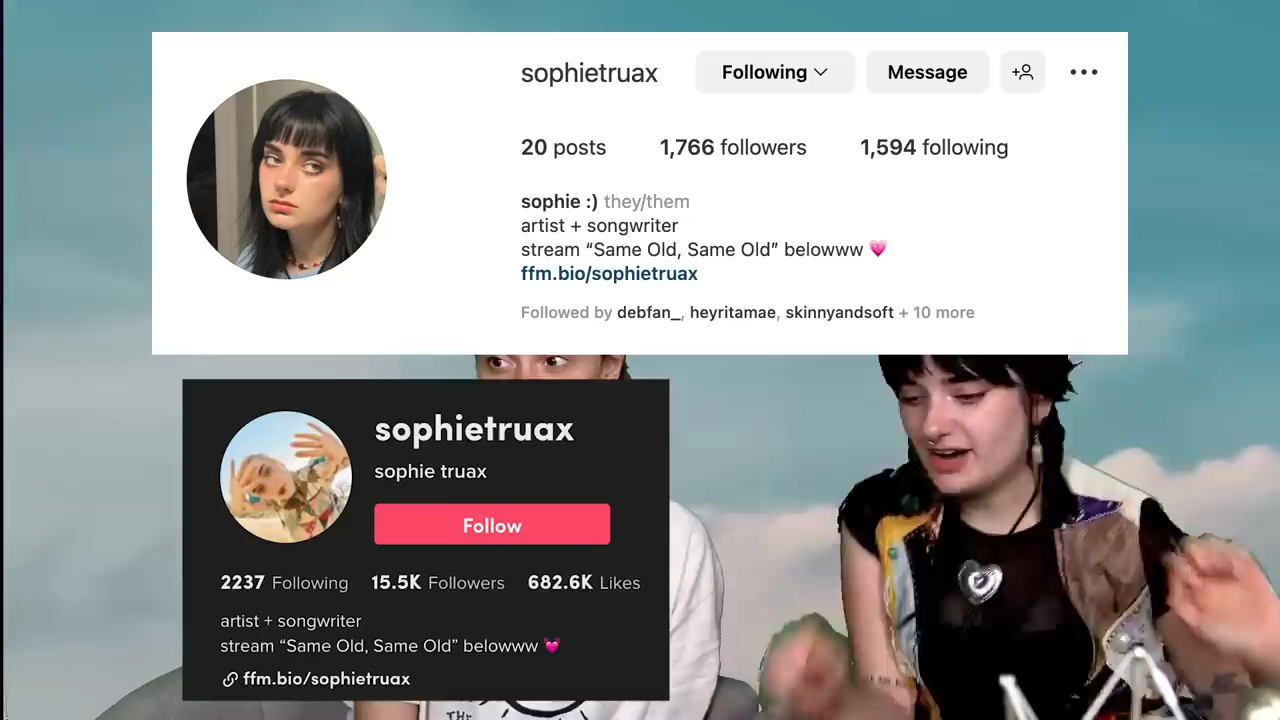 sophietruax Following Message
20 posts 1,766 followers 1,594 following
sophie :) they/them
artist + songwriter
stream “Same Old, Same Old” belowww 💗
ffm.bio/sophietruax
Followed by debfan_, heyritamae, skinnyandsoft + 10 more
sophietruax
sophie truax
Follow
2237 Following 15.5K Followers 682.6K Likes
artist + songwriter
stream “Same Old, Same Old” belowww 💗
ffm.bio/sophietruax
THE